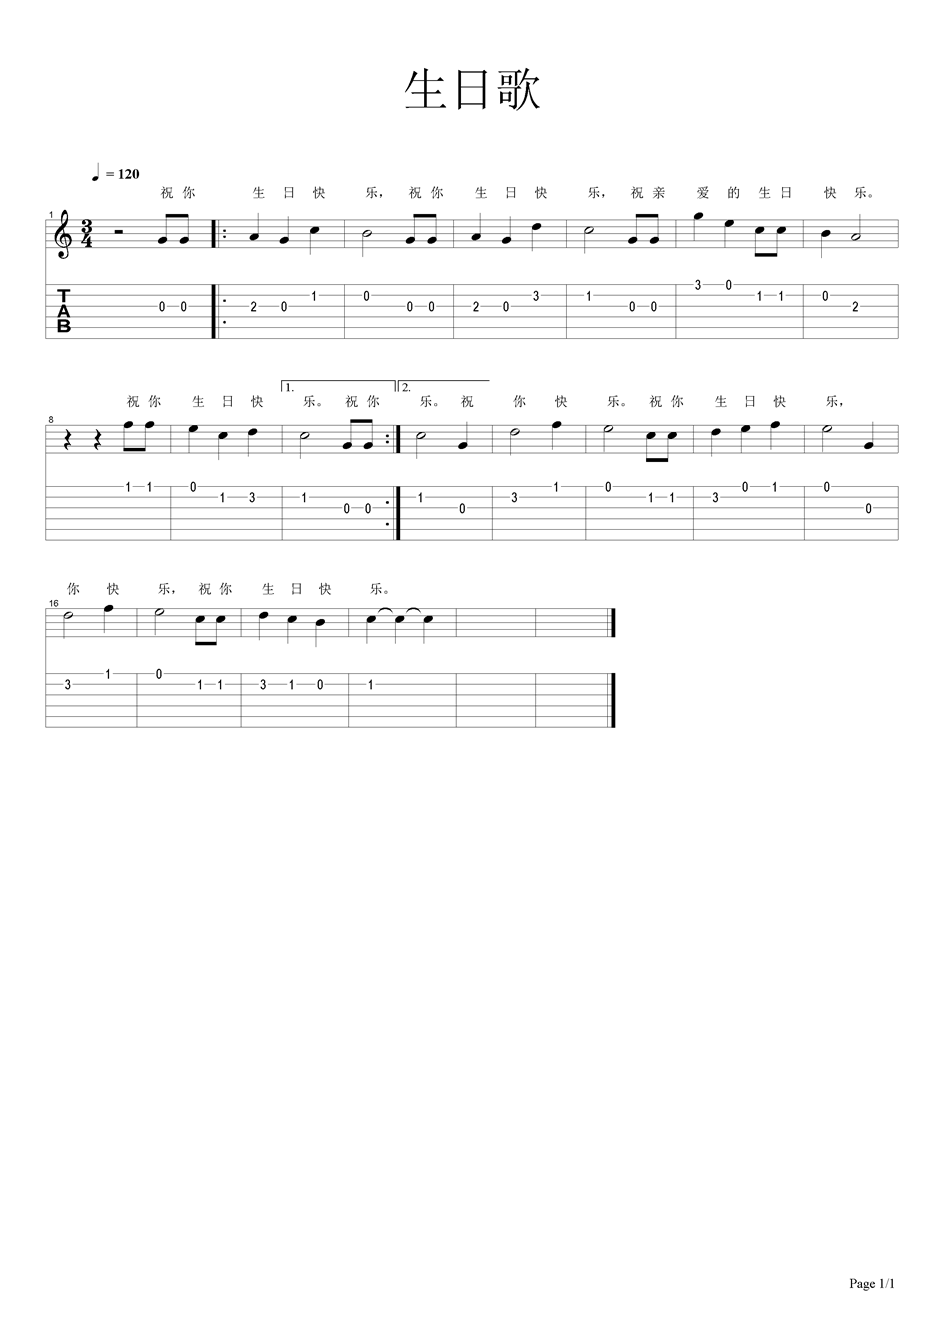 生日歌
= 120
祝 你 生 日 快 乐， 祝 你 生 日 快 乐， 祝 亲 爱 的 生 日 快 乐。
1
3
4
3 0
T 1 0 3 1 1 1 0
A 0 0 2 0 0 0 2 0 0 0 2
B
1. 2.
祝 你 生 日 快 乐。 祝 你 乐。 祝 你 快 乐。 祝 你 生 日 快 乐，
8
1 1 0 1 0 0 1 0
1 3 1 1 3 1 1 3
0 0 0 0
你 快 乐， 祝 你 生 日 快 乐。
16
1 0
3 1 1 3 1 0 1
Page 1/1